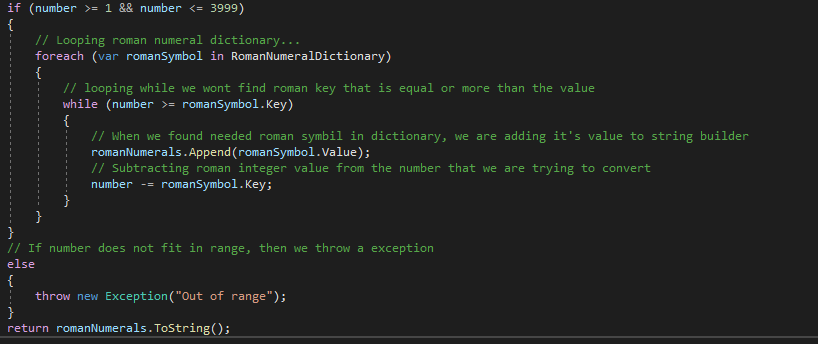 if (number >= 1 && number <= 3999)
{
// Looping roman numeral dictionary...
foreach (var romanSymbol in RomanNumeralDictionary)
{
// looping while we wont find roman key that is equal or more than the value
while (number >= romanSymbol.Key)
{
// When we found needed roman symbil in dictionary, we are adding it's value to string builder
romanNumerals.Append(romanSymbol.Value);
// Subtracting roman integer value from the number that we are trying to convert
number -= romanSymbol.Key;
}
}
}
// If number does not fit in range, then we throw a exception
else
{
throw new Exception("Out of range");
}
return romanNumerals.ToString();